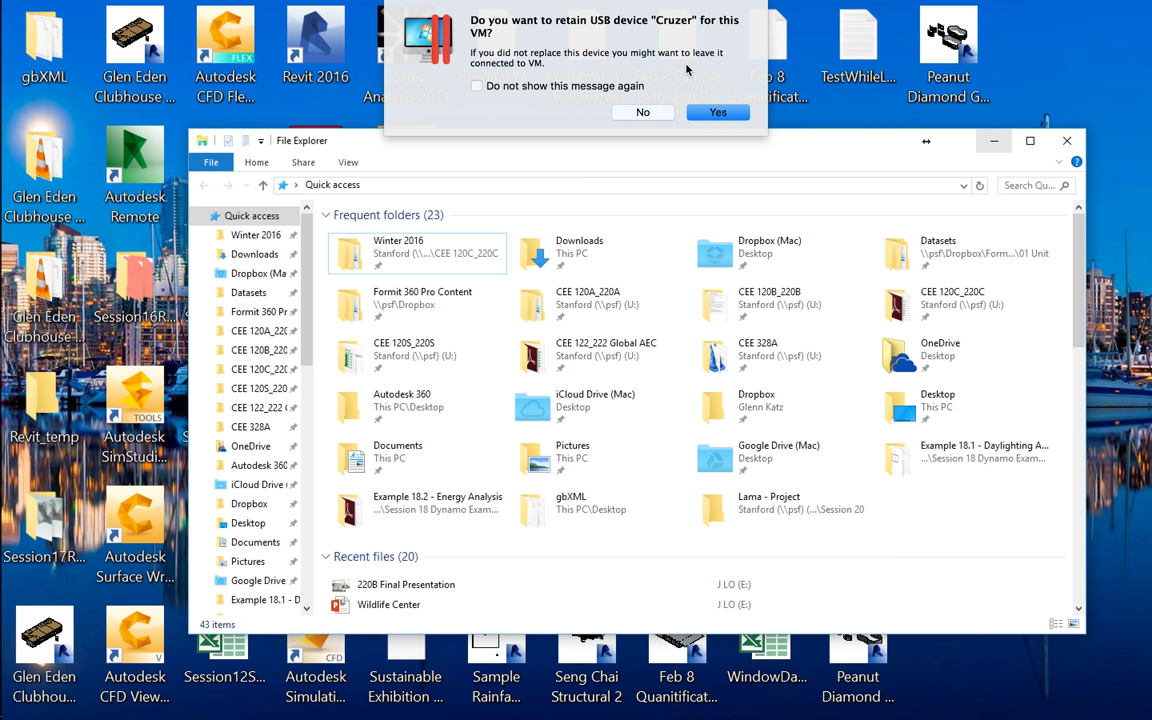 Do you want to retain USB device "Cruzer" for this
VM?
If you did not replace this device you might want to leave it
connected to VM.
Do not show this message again
No
Yes
gbXML
Glen Eden
Clubhouse ...
Autodesk
CFD Fle...
Revit 2016
TestWhileL...
Peanut
Diamond G...
File Explorer
File
Home
Share
View
Quick access
Search Qu...
Glen Eden
Clubhouse ...
Autodesk
Remote
Glen Eden
Clubhouse ...
Session16R...
Revit_temp
Autodesk
SimStudi...
Session17R...
Autodesk
Surface Wr...
Glen Eden
Clubhou...
Autodesk
CFD View...
Session12S...
Autodesk
Simulati...
Sustainable
Exhibition ...
Sample
Rainfa...
Seng Chai
Structural 2
Feb 8
Quanitificat...
WindowDa...
Peanut
Diamond ...
Quick access
Winter 2016
Downloads
Dropbox (Ma
Datasets
Formit 360 Pr
CEE 120A_220
CEE 120B_220
CEE 120C_220
CEE 120S_220
CEE 122_222 (
CEE 328A
OneDrive
Autodesk 360
iCloud Drive
Dropbox
Desktop
Documents
Pictures
Google Drive
Example 18.1 - D
Frequent folders (23)
Winter 2016
Stanford (\\...\CEE 120C_220C
Downloads
This PC
Dropbox (Mac)
Desktop
Datasets
\\psf\Dropbox\Form...\01 Unit
Formit 360 Pro Content
\\psf\Dropbox
CEE 120A_220A
Stanford (\\psf) (U:)
CEE 120B_220B
Stanford (\\psf) (U:)
CEE 120C_220C
Stanford (\\psf) (U:)
CEE 120S_220S
Stanford (\\psf) (U:)
CEE 122_222 Global AEC
Stanford (\\psf) (U:)
CEE 328A
Stanford (\\psf) (U:)
OneDrive
Desktop
Autodesk 360
This PC\Desktop
iCloud Drive (Mac)
Desktop
Dropbox
Glenn Katz
Desktop
This PC
Documents
This PC
Pictures
This PC
Google Drive (Mac)
Desktop
Example 18.1 - Daylighting A...
...\Session 18 Dynamo Exam...
Example 18.2 - Energy Analysis
...\Session 18 Dynamo Exam...
gbXML
This PC\Desktop
Lama - Project
Stanford (\\psf) (...\Session 20
Recent files (20)
220B Final Presentation
J LO (E:)
Wildlife Center
J LO (E:)
43 items